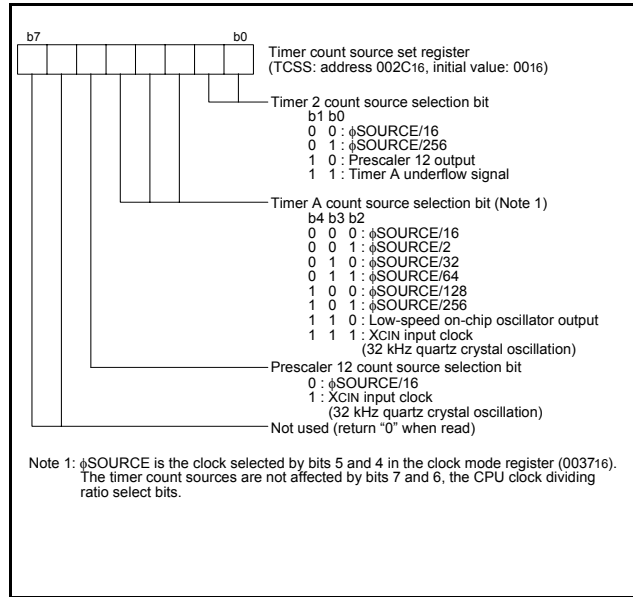 b7 b0
Timer count source set register
(TCSS: address 002C16, initial value: 0016)
Timer 2 count source selection bit
b1 b0
0 0 : ϕSOURCE/16
0 1 : ϕSOURCE/256
1 0 : Prescaler 12 output
1 1 : Timer A underflow signal
Timer A count source selection bit (Note 1)
b4 b3 b2
0 0 0 : ϕSOURCE/16
0 0 1 : ϕSOURCE/2
0 1 0 : ϕSOURCE/32
0 1 1 : ϕSOURCE/64
1 0 0 : ϕSOURCE/128
1 0 1 : ϕSOURCE/256
1 1 0 : Low-speed on-chip oscillator output
1 1 1 : XCIN input clock
(32 kHz quartz crystal oscillation)
Prescaler 12 count source selection bit
0 : ϕSOURCE/16
1 : XCIN input clock
(32 kHz quartz crystal oscillation)
Not used (return “0” when read)
Note 1: ϕSOURCE is the clock selected by bits 5 and 4 in the clock mode register (003716).
The timer count sources are not affected by bits 7 and 6, the CPU clock dividing
ratio select bits.